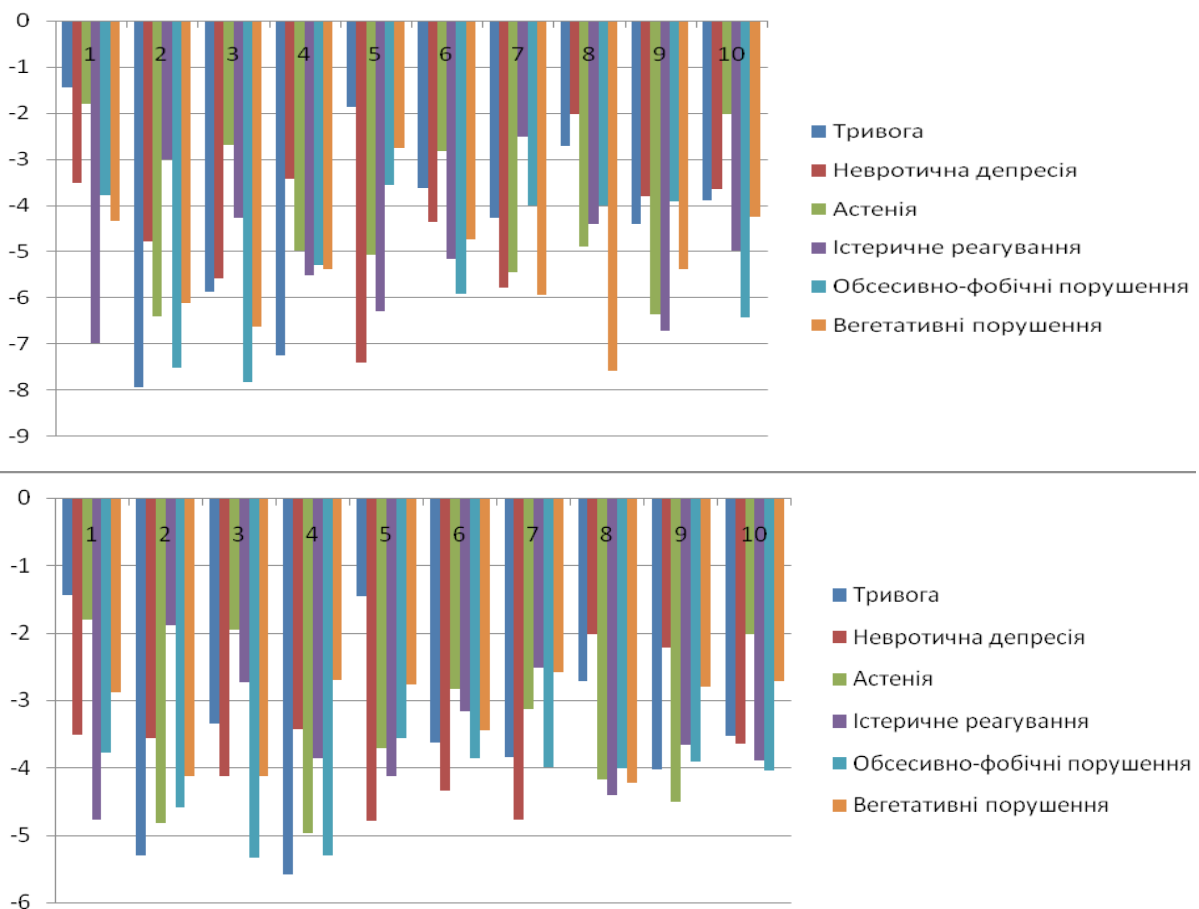 0
-1
-2
-3
-4
-5
-6
-7
-8
-9
1 2 3 4 5 6 7 8 9 10
Тривога
Невротична депресія
Астенія
Істеричне реагування
Обсесивно-фобічні порушення
Вегетативні порушення
0
-1
-2
-3
-4
-5
-6
1 2 3 4 5 6 7 8 9 10
Тривога
Невротична депресія
Астенія
Істеричне реагування
Обсесивно-фобічні порушення
Вегетативні порушення